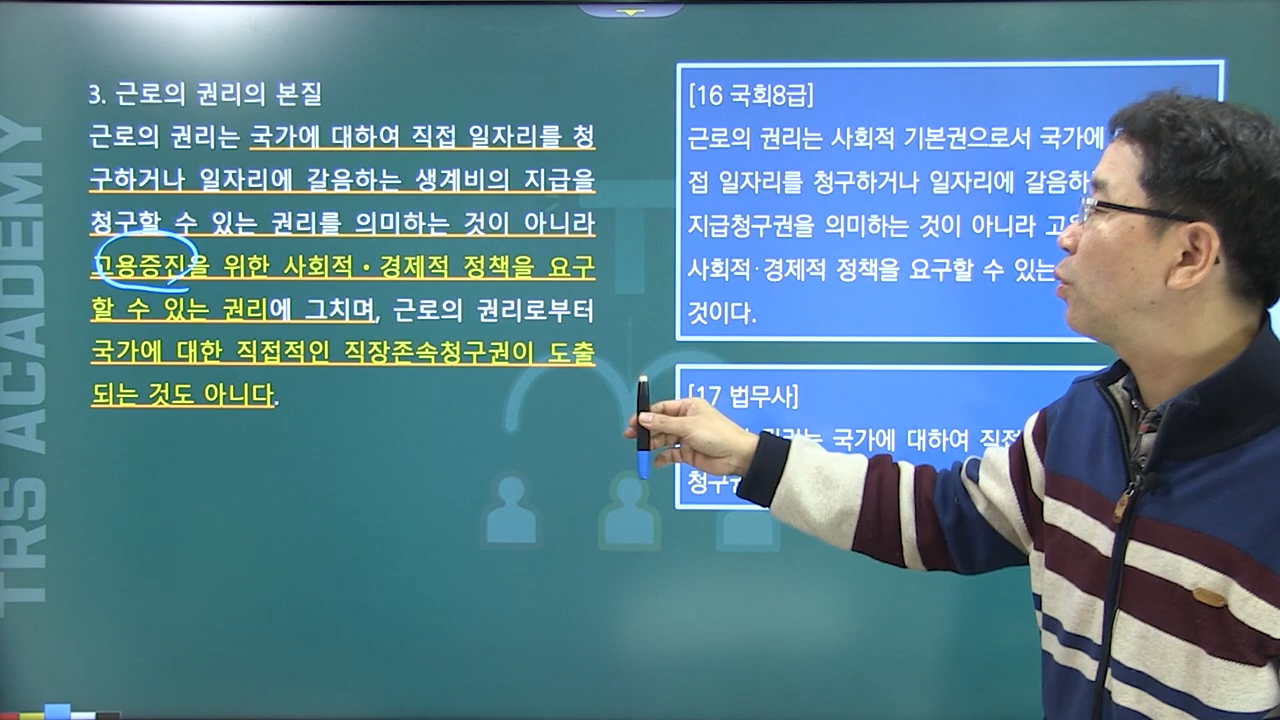 TRS ACADEMY
3. 근로의 권리의 본질
근로의 권리는 국가에 대하여 직접 일자리를 청
구하거나 일자리에 갈음하는 생계비의 지급을
청구할 수 있는 권리를 의미하는 것이 아니라
고용증진을 위한 사회적·경제적 정책을 요구
할 수 있는 권리에 그치며, 근로의 권리로부터
국가에 대한 직접적인 직장존속청구권이 도출
되는 것도 아니다.
[16 국회8급]
근로의 권리는 사회적 기본권으로서 국가에
접 일자리를 청구하거나 일자리에 갈음하
지급청구권을 의미하는 것이 아니라
사회적·경제적 정책을 요구할 수 있는
것이다.
[17 법무사]
국가에 대하여 직접